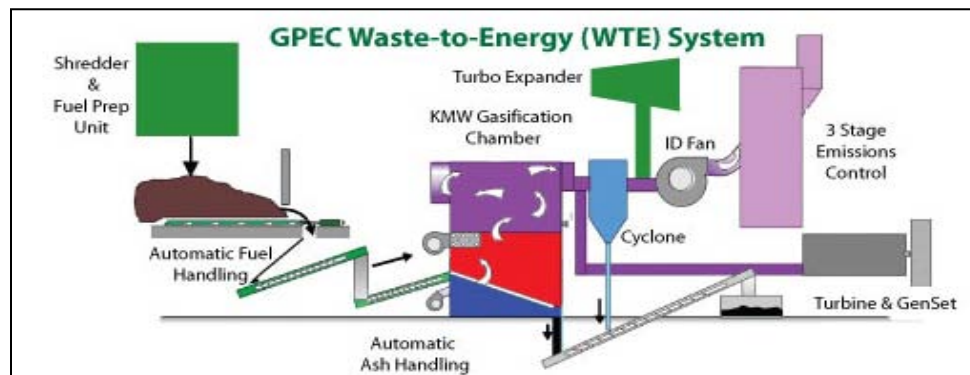 GPEC Waste-to-Energy (WTE) System
Shredder
&
Fuel Prep
Unit
Turbo Expander
KMW Gasification
Chamber
ID Fan
3 Stage
Emissions
Control
Automatic Fuel
Handling
Cyclone
Turbine & GenSet
Automatic
Ash Handling